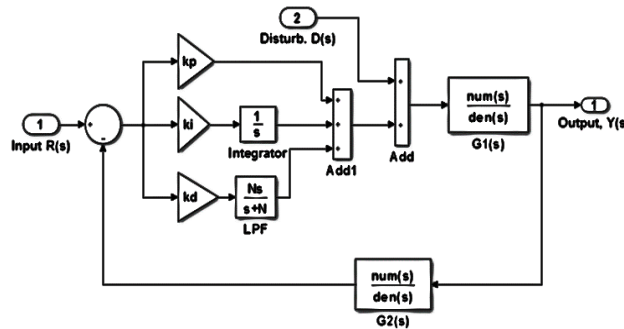 2
Disturb. D(s)
kp
num(s)
den(s)
G1(s)
1
Input R(s)
+
-
ki
1
s
Integrator
+
+
+
Add1
+
+
Add
1
Output, Y(s
kd
Ns
s+N
LPF
num(s)
den(s)
G2(s)